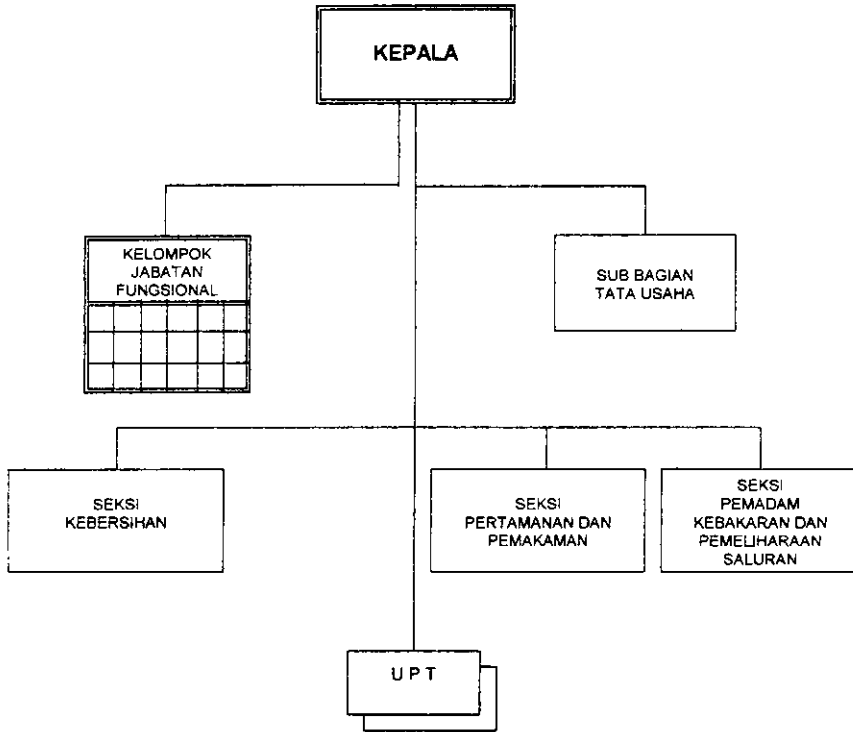 KEPALA
KELOMPOK
JABATAN
FUNGSIONAL
SUB BAGIAN
TATA USAHA
SEKSI
KEBERSIHAN
SEKSI
PERTAMANAN DAN
PEMAKAMAN
SEKSI
PEMADAM
KEBAKARAN DAN
PEMELIHARAAN
SALURAN
U P T